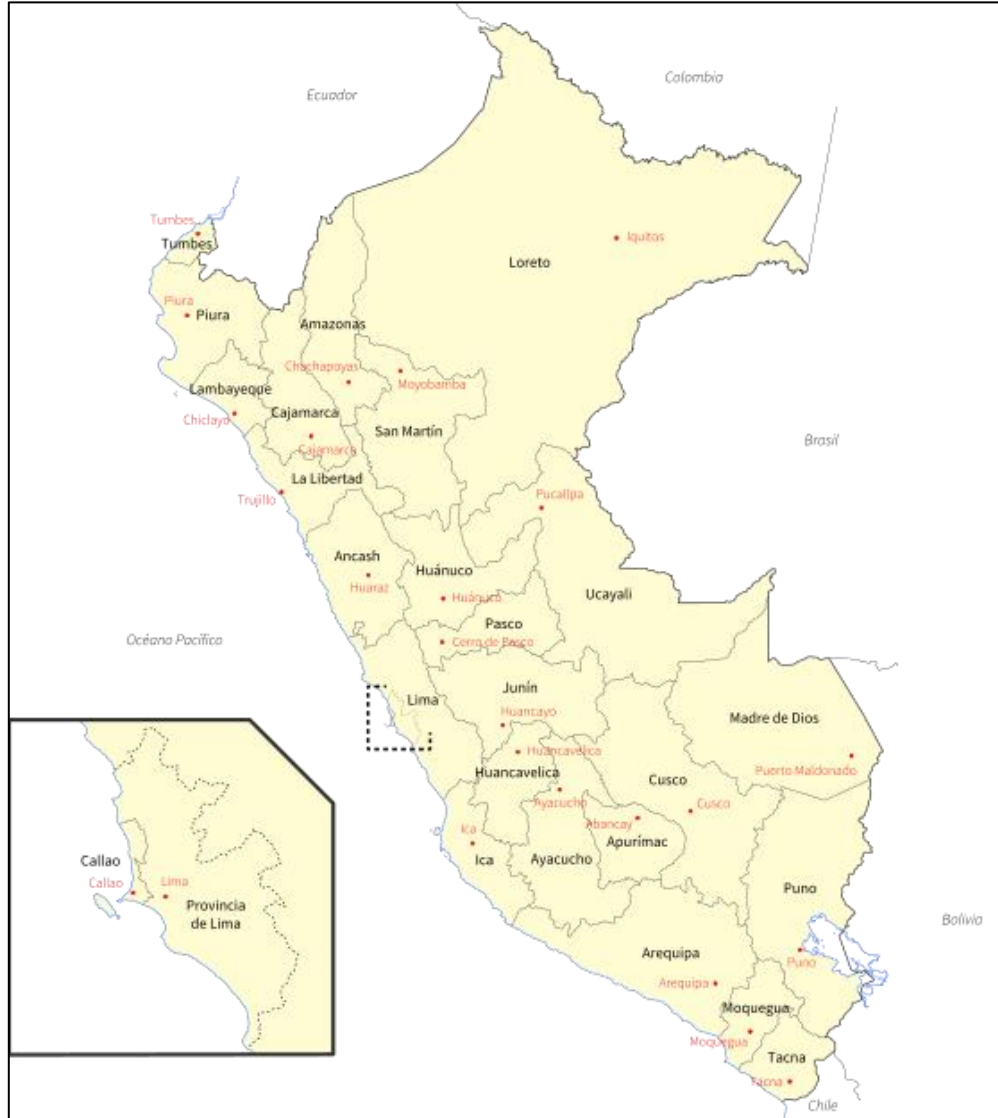 Colombia
Ecuador
Tumbes
Tumbes
Iquitos
Loreto
Piura
Piura
Amazonas
Chachapoyas
Moyobamba
Lambayeque
Chiclayo
Cajamarca
Cajamarca
San Martín
Brasil
La Libertad
Trujillo
Pucallpa
Ancash
Huaraz
Huánuco
Huánuco
Ucayali
Pasco
Cerro de Pasco
Océano Pacífico
Junín
Lima
Huancayo
Madre de Dios
Huancavelica
Puerto Maldonado
Huancavelica
Cusco
Ayacucho
Cusco
Abancay
Ica
Apurímac
Ica
Ayacucho
Puno
Callao
Callao
Lima
Provincia
de Lima
Bolivia
Arequipa
Puno
Arequipa
Moquegua
Moquegua
Tacna
Tacna
Chile